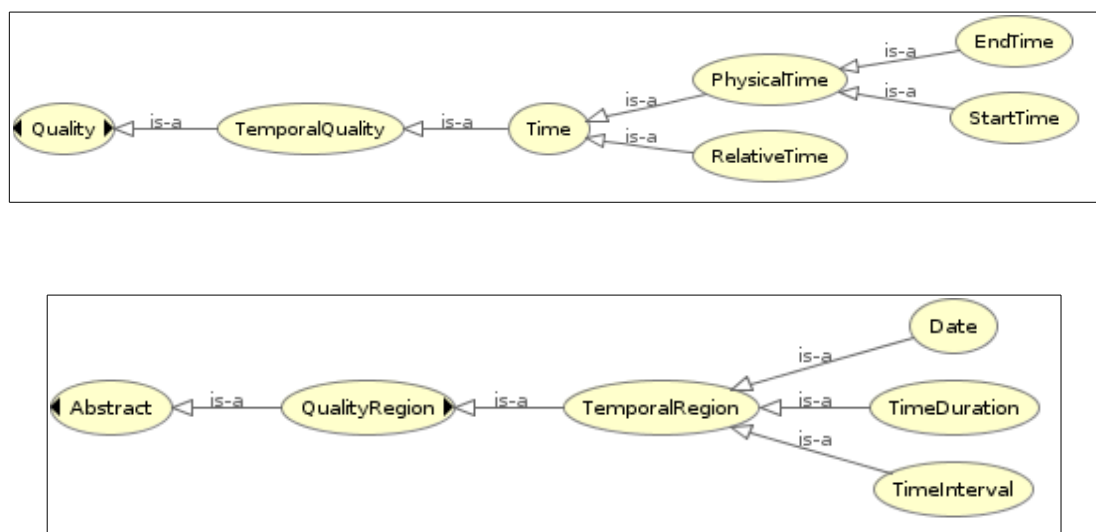 EndTime
is-a
PhysicalTime
is-a
is-a
StartTime
Quality is-a TemporalQuality is-a Time
is-a
RelativeTime
Date
is-a
Abstract is-a QualityRegion is-a TemporalRegion is-a TimeDuration
is-a
TimeInterval